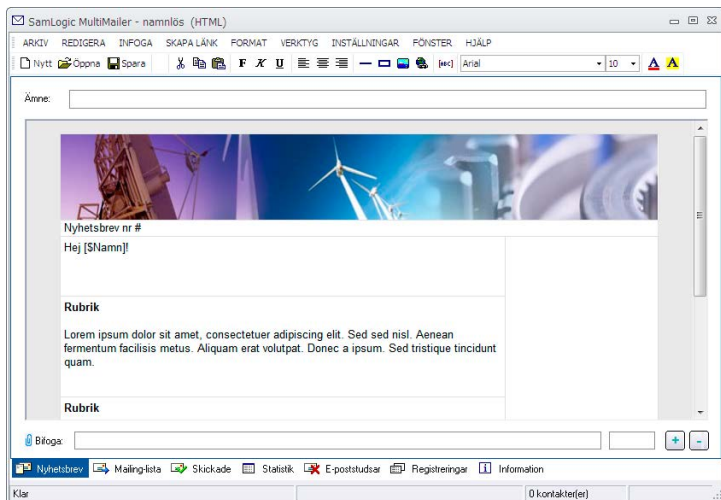 SamLogic MultiMailer - namnlös (HTML)
ARKIV REDIGERA INFOGA SKAPA LÄNK FORMAT VERKTYG INSTÄLLNINGAR FÖNSTER HJÄLP
Nytt Öppna Spara F K U [ABC] Arial 10 A A
Ämne:
Nyhetsbrev nr #
Hej [$Namn]!
Rubrik
Lorem ipsum dolor sit amet, consectetuer adipiscing elit. Sed sed nisl. Aenean
fermentum facilisis metus. Aliquam erat volutpat. Donec a ipsum. Sed tristique tincidunt
quam.
Rubrik
Bifoga: + -
Nyhetsbrev Mailing-lista Skickade Statistik E-poststudsar Registreringar Information
Klar 0 kontakter(er)